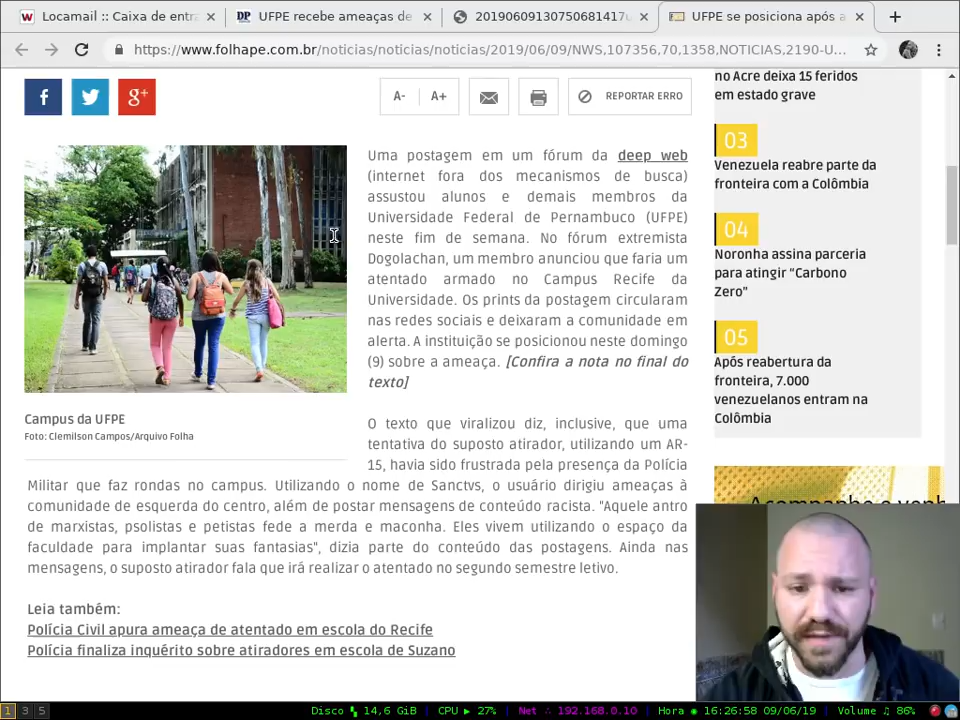 Locamail :: Caixa de entra
UFPE recebe ameaças de
20190609130750681417u
UFPE se posiciona após a
https://www.folhape.com.br/noticias/noticias/noticias/2019/06/09/NWS,107356,70,1358,NOTICIAS,2190-U...
A-
A+
REPORTAR ERRO
Campus da UFPE
Foto: Clemilson Campos/Arquivo Folha
Uma postagem em um fórum da deep web
(internet fora dos mecanismos de busca)
assustou alunos e demais membros da
Universidade Federal de Pernambuco (UFPE)
neste fim de semana. No fórum extremista
Dogolachan, um membro anunciou que faria um
atentado armado no Campus Recife da
Universidade. Os prints da postagem circularam
nas redes sociais e deixaram a comunidade em
alerta. A instituição se posicionou neste domingo
(9) sobre a ameaça. [Confira a nota no final do
texto]
O texto que viralizou diz, inclusive, que uma
tentativa do suposto atirador, utilizando um AR-
15, havia sido frustrada pela presença da Polícia
Militar que faz rondas no campus. Utilizando o nome de Sanctvs, o usuário dirigiu ameaças à
comunidade de esquerda do centro, além de postar mensagens de conteúdo racista. "Aquele antro
de marxistas, psolistas e petistas fede a merda e maconha. Eles vivem utilizando o espaço da
faculdade para implantar suas fantasias", dizia parte do conteúdo das postagens. Ainda nas
mensagens, o suposto atirador fala que irá realizar o atentado no segundo semestre letivo.
Leia também:
Polícia Civil apura ameaça de atentado em escola do Recife
Polícia finaliza inquérito sobre atiradores em escola de Suzano
no Acre deixa 15 feridos
em estado grave
03
Venezuela reabre parte da
fronteira com a Colômbia
04
Noronha assina parceria
para atingir “Carbono
Zero”
05
Após reabertura da
fronteira, 7.000
venezuelanos entram na
Colômbia
1 3 5
Disco 14,6 GiB CPU 27% Net 192.168.0.10 Hora 16:26:58 09/06/19 Volume 86%